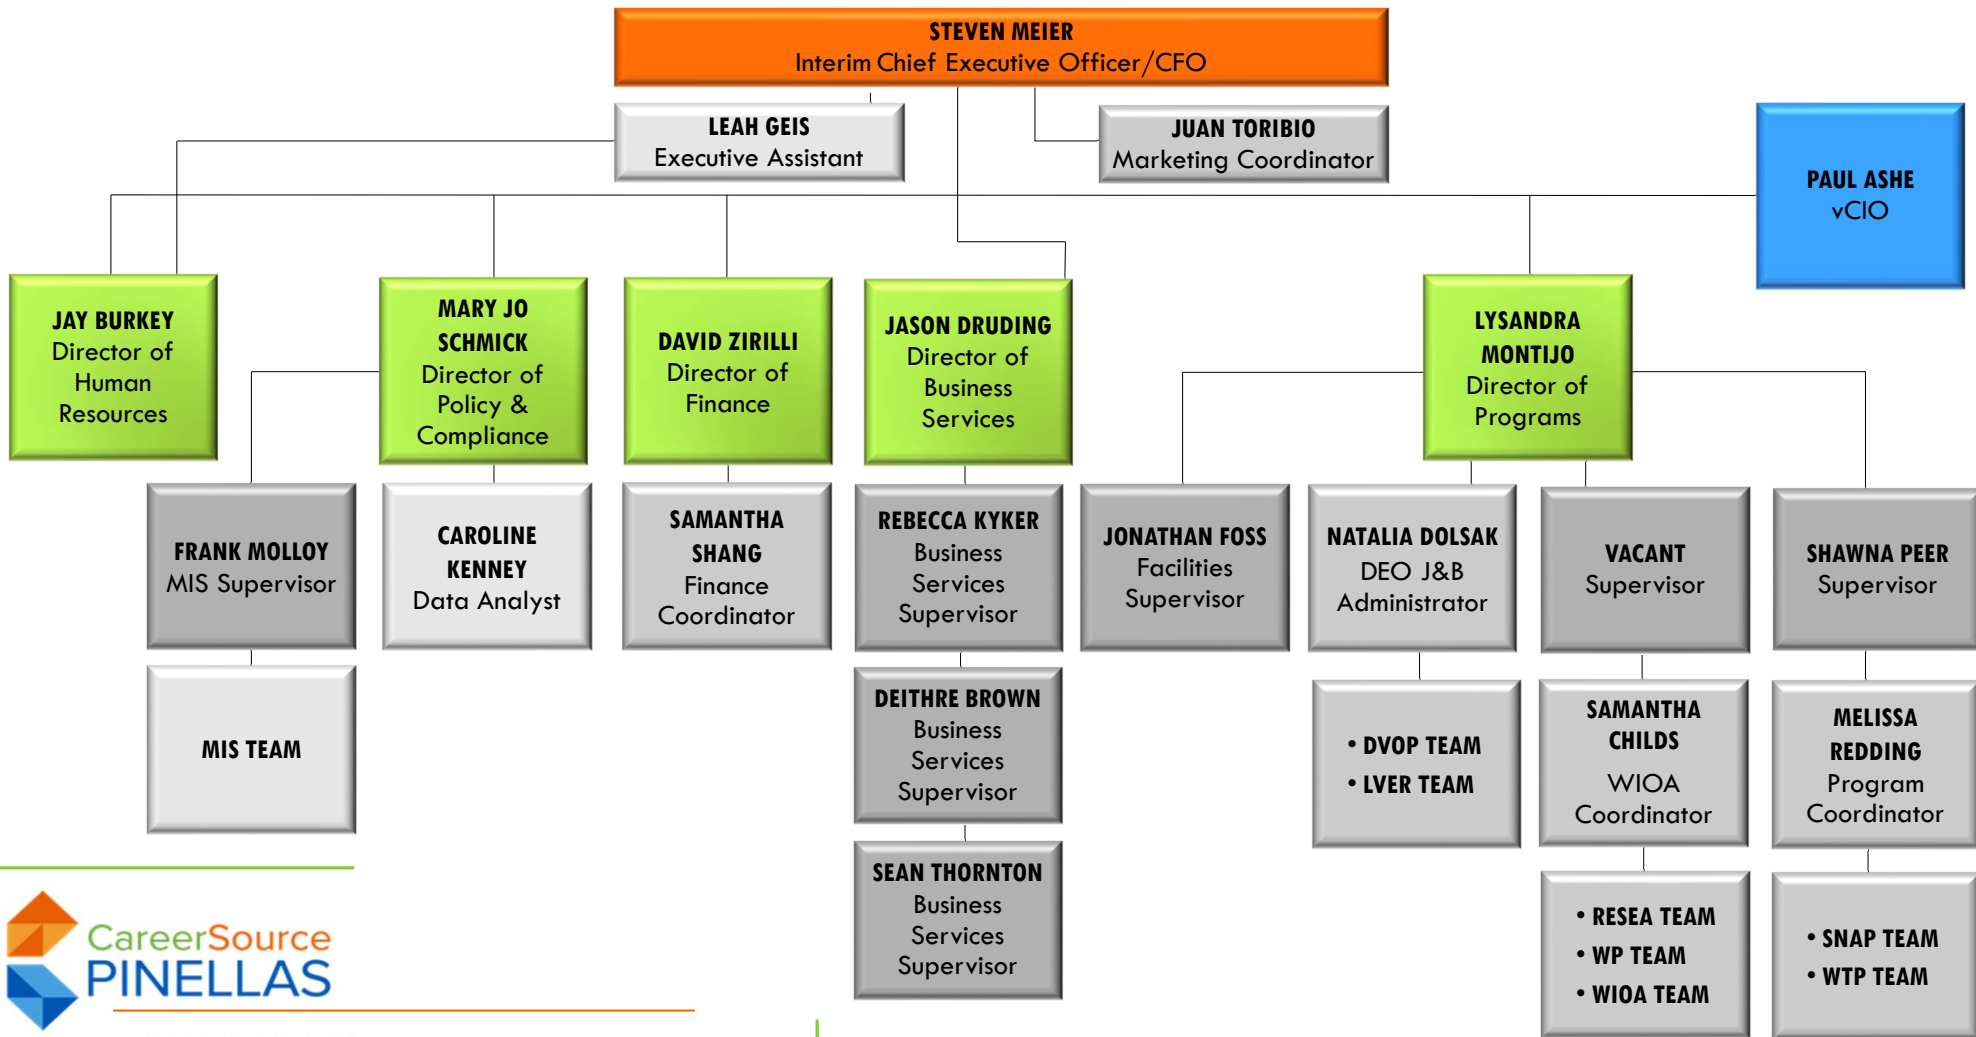 STEVEN MEIER
Interim Chief Executive Officer/CFO
LEAH GEIS
Executive Assistant
JUAN TORIBIO
Marketing Coordinator
PAUL ASHE
vCIO
JAY BURKEY
Director of
Human
Resources
MARY JO
SCHMICK
Director of
Policy &
Compliance
DAVID ZIRILLI
Director of
Finance
JASON DRUDING
Director of
Business
Services
LYSANDRA
MONTIJO
Director of
Programs
FRANK MOLLOY
MIS Supervisor
CAROLINE
KENNEY
Data Analyst
SAMANTHA
SHANG
Finance
Coordinator
REBECCA KYKER
Business
Services
Supervisor
JONATHAN FOSS
Facilities
Supervisor
NATALIA DOLSAK
DEO J&B
Administrator
VACANT
Supervisor
SHAWNA PEER
Supervisor
MIS TEAM
DEITHRE BROWN
Business
Services
Supervisor
• DVOP TEAM
• LVER TEAM
SAMANTHA
CHILDS
WIOA
Coordinator
MELISSA
REDDING
Program
Coordinator
SEAN THORNTON
Business
Services
Supervisor
• RESEA TEAM
• WP TEAM
• WIOA TEAM
• SNAP TEAM
• WTP TEAM
CareerSource
PINELLAS